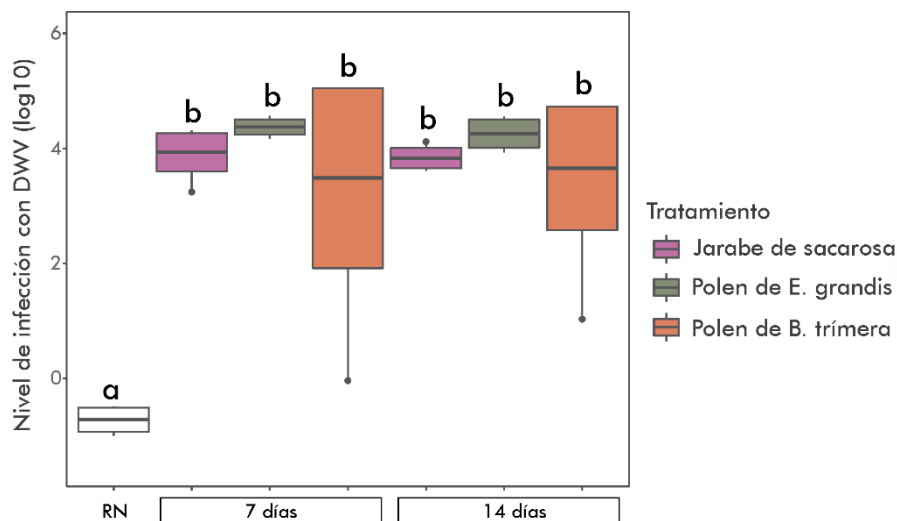 Nivel de infección con DWV (log10)
6
4
2
0
a
b
b
b
b
b
b
RN
7 días
14 días
Tratamiento
Jarabe de sacarosa
Polen de E. grandis
Polen de B. trímera